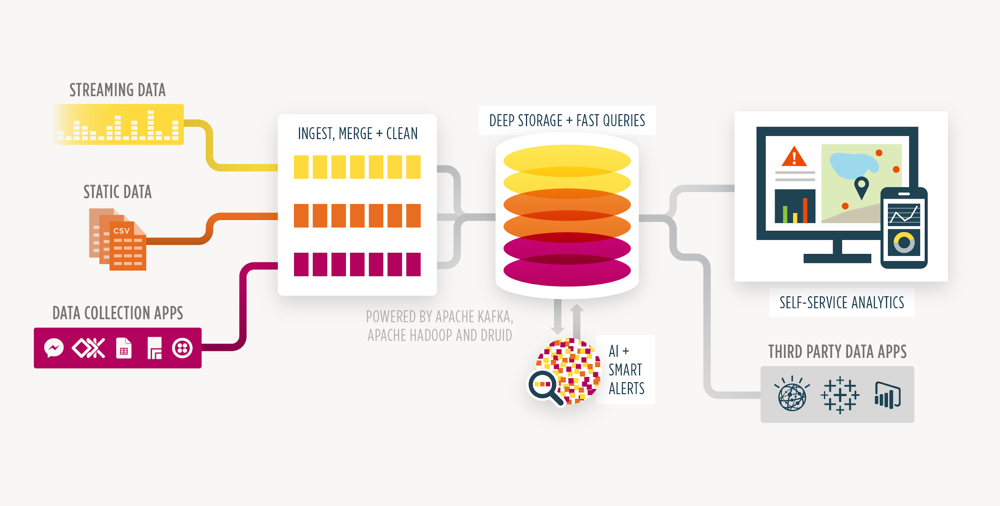 STREAMING DATA
STATIC DATA
CSV
DATA COLLECTION APPS
INGEST, MERGE + CLEAN
DEEP STORAGE + FAST QUERIES
POWERED BY APACHE KAFKA,
APACHE HADOOP AND DRUID
AI +
SMART
ALERTS
SELF-SERVICE ANALYTICS
THIRD PARTY DATA APPS